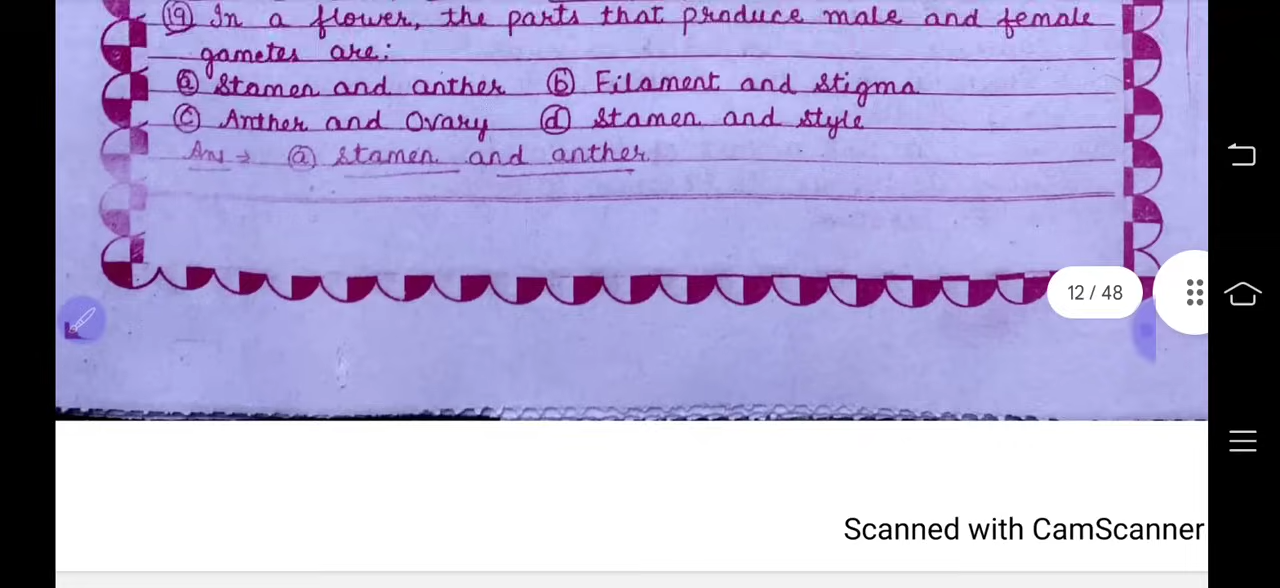 (19) In a flower, the parts that produce male and female
gametes are:
(a) Stamen and anther (b) Filament and Stigma
(c) Anther and Ovary (d) Stamen and style
Ans → (a) stamen and anther.
12 / 48
Scanned with CamScanner